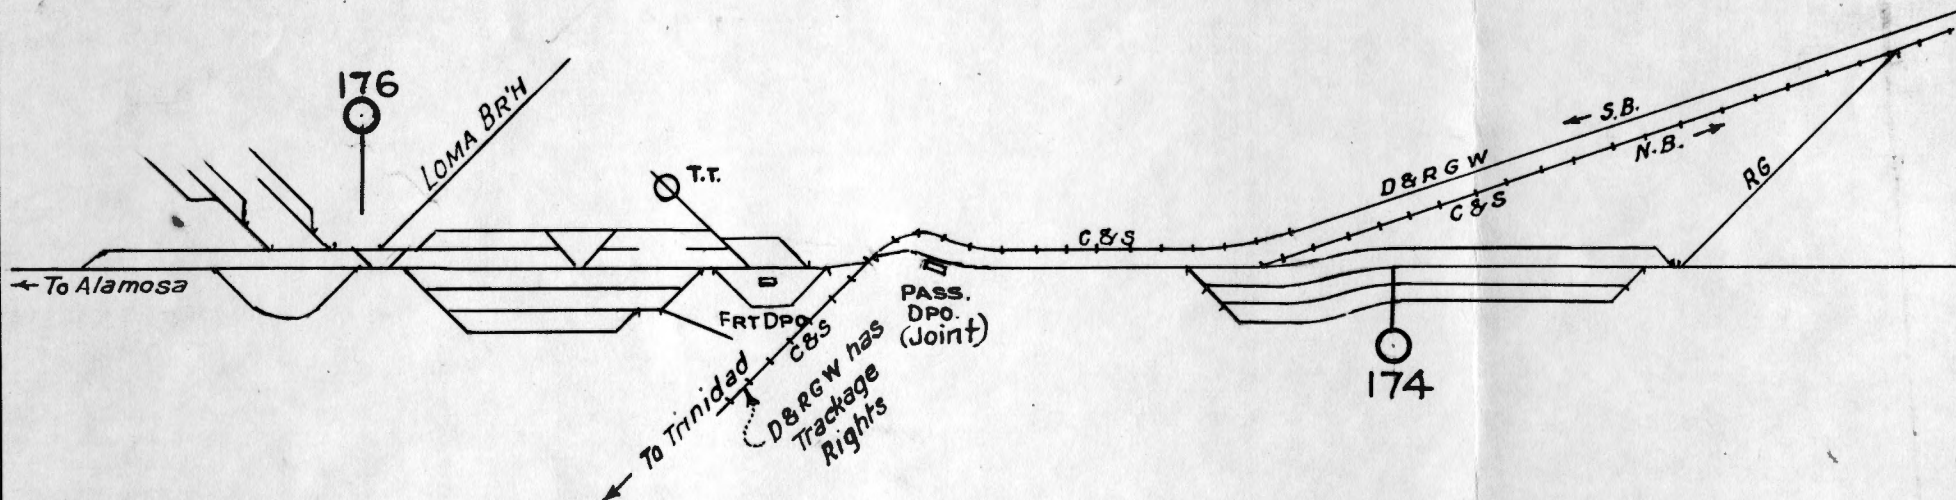 176
LOMA BR'H
T.T.
← To Alamosa
FRT DPO.
C&S
To Trinidad
D&RGW has
Trackage
Rights
PASS.
DPO.
(Joint)
C&S
D&RGW
← S.B.
N.B. →
C&S
RG
174